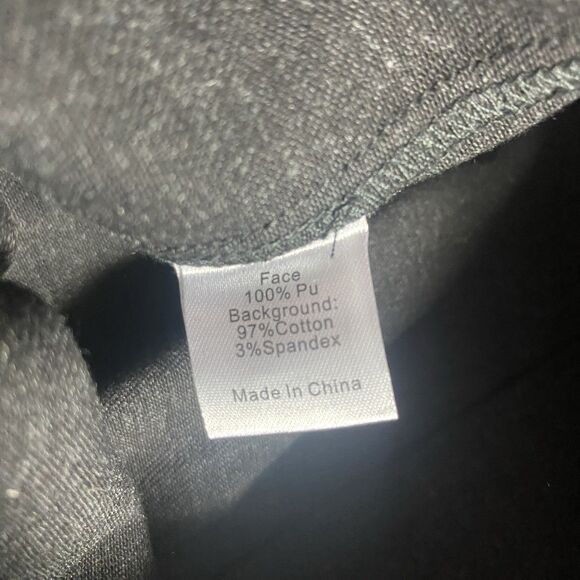 Face
100% Pu
Background:
97%Cotton
3%Spandex
Made In China